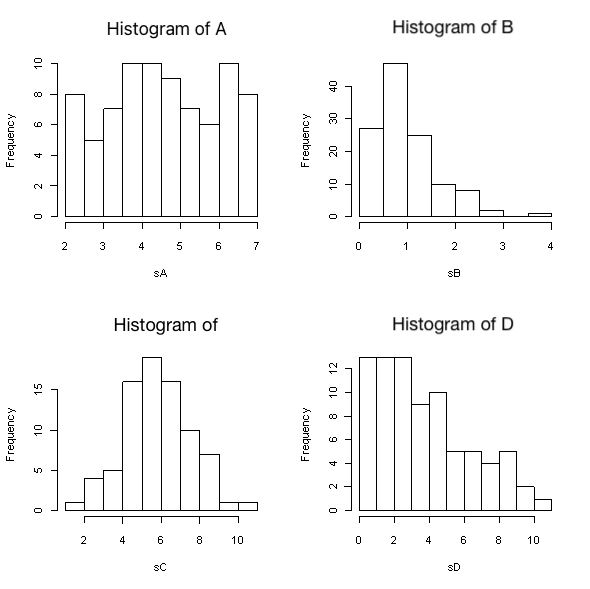 Histogram of A
Histogram of B
Frequency
0
2
4
6
8
10
2 3 4 5 6 7
sA
Frequency
0
10
20
30
40
0 1 2 3 4
sB
Histogram of
Histogram of D
Frequency
0
5
10
15
2 4 6 8 10
sC
Frequency
0
2
4
6
8
10
12
0 2 4 6 8 10
sD